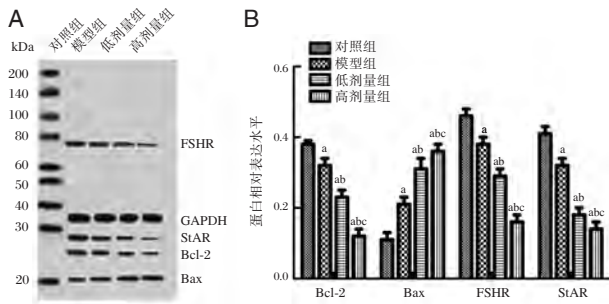 A
对照组
模型组
低剂量组
高剂量组
kDa
200
140
100
80
60
50
40
30
20
FSHR
GAPDH
StAR
Bcl-2
Bax
B
对照组
模型组
低剂量组
高剂量组
蛋白相对表达水平
0.6
0.4
0.2
0.0
a
ab
abc
a
ab
abc
a
ab
abc
a
ab
abc
Bcl-2
Bax
FSHR
StAR